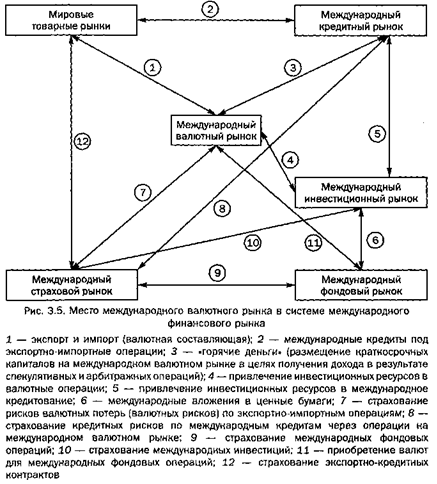 Мировые
товарные рынки
2
Международный
кредитный рынок
1
3
Международный
валютный рынок
12
4
5
Международный
инвестиционный рынок
7
8
10
11
6
Международный
страховой рынок
9
Международный
фондовый рынок
Рис. 3.5. Место международного валютного рынка в системе международного
финансового рынка
1 — экспорт и импорт (валютная составляющая); 2 — международные кредиты под
экспортно-импортные операции; 3 — «горячие деньги» (размещение краткосрочных
капиталов на международном валютном рынке в целях получения дохода в результате
спекулятивных и арбитражных операций); 4 — привлечение инвестиционных ресурсов в
валютные операции; 5 — привлечение инвестиционных ресурсов в международное
кредитование; 6 — международные вложения в ценные бумаги; 7 — страхование
рисков валютных потерь (валютных рисков) по экспортно-импортным операциям; 8 —
страхование кредитных рисков по международным кредитам через операции на
международном валютном рынке: 9 — страхование международных фондовых
операций; 10 — страхование международных инвестиций; 11 — приобретение валют
для международных фондовых операций; 12 — страхование экспортно-кредитных
контрактов